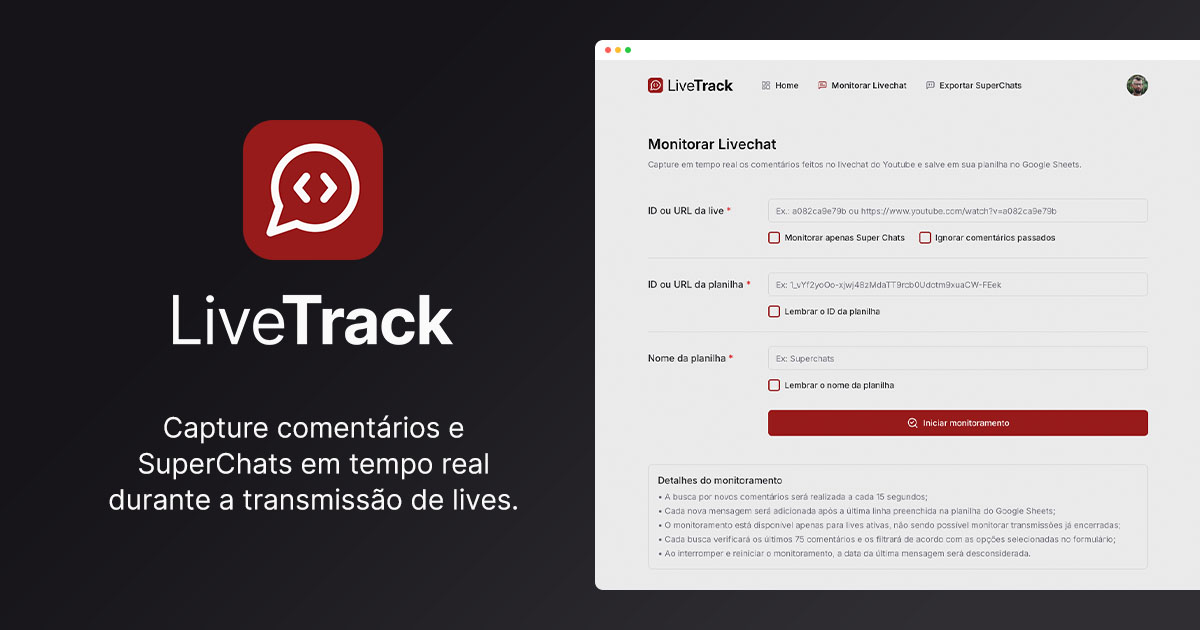 LiveTrack
Capture comentários e
SuperChats em tempo real
durante a transmissão de lives.
LiveTrack
Home
Monitorar Livechat
Exportar SuperChats
Monitorar Livechat
Capture em tempo real os comentários feitos no livechat do Youtube e salve em sua planilha no Google Sheets.
ID ou URL da live *
Ex.: a082ca9e79b ou https://www.youtube.com/watch?v=a082ca9e79b
Monitorar apenas Super Chats
Ignorar comentários passados
ID ou URL da planilha *
Lembrar o ID da planilha
Nome da planilha *
Ex: Superchats
Lembrar o nome da planilha
Iniciar monitoramento
Detalhes do monitoramento
• A busca por novos comentários será realizada a cada 15 segundos;
• Cada nova mensagem será adicionada após a última linha preenchida na planilha do Google Sheets;
• O monitoramento está disponível apenas para lives ativas, não sendo possível monitorar transmissões já encerradas;
• Cada busca verificará os últimos 75 comentários e os filtrará de acordo com as opções selecionadas no formulário;
• Ao interromper e reiniciar o monitoramento, a data da última mensagem será desconsiderada.